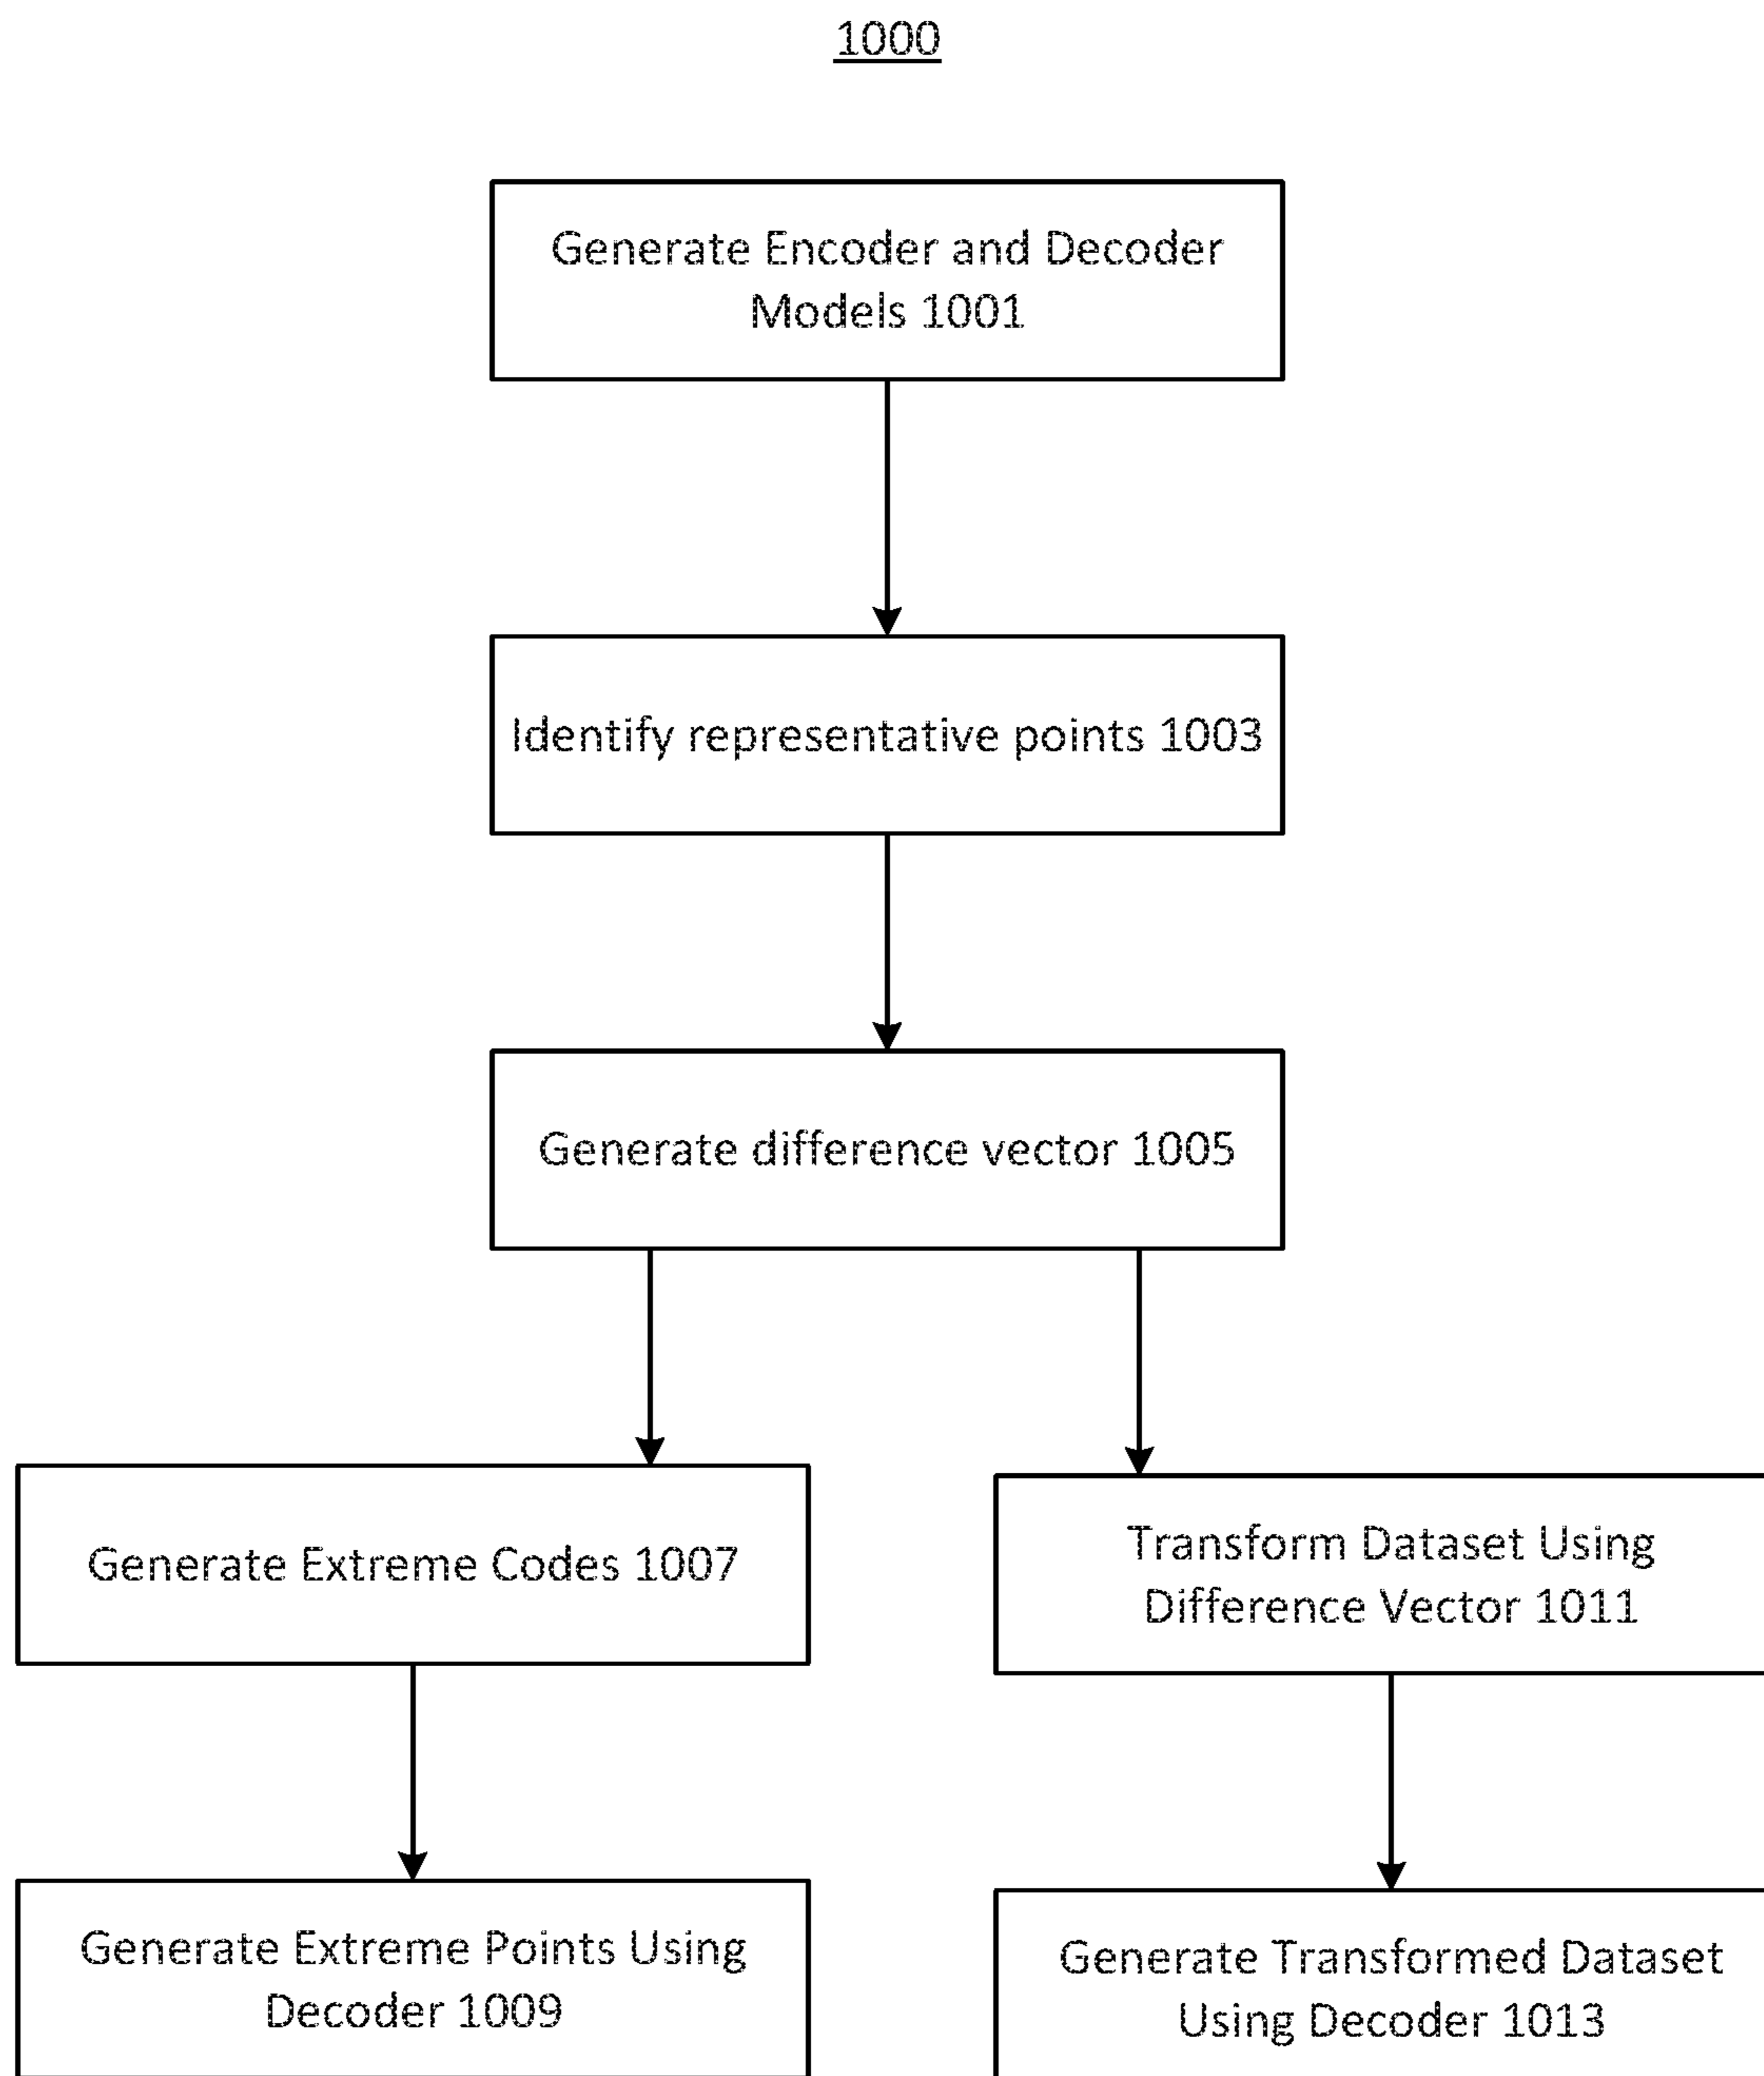 1000
Generate Encoder and Decoder
Models 1001
Identify representative points 1003
Generate difference vector 1005
Generate Extreme Codes 1007
Transform Dataset Using
Difference Vector 1011
Generate Extreme Points Using
Decoder 1009
Generate Transformed Dataset
Using Decoder 1013